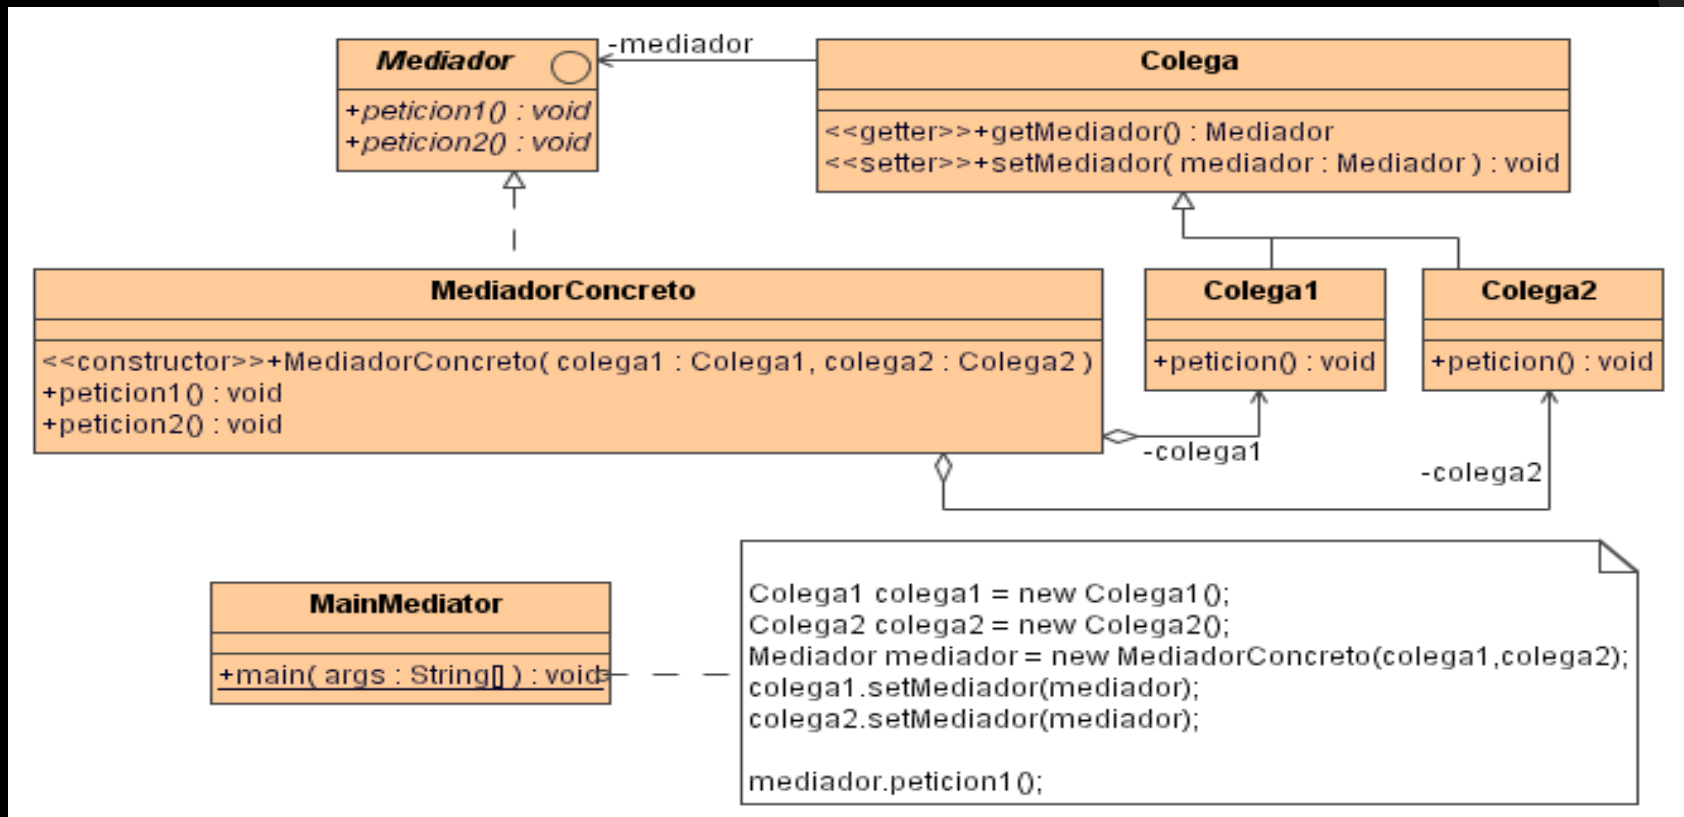 Mediador
+peticion1() : void
+peticion2() : void
-mediador
Colega
<<getter>>+getMediador() : Mediador
<<setter>>+setMediador( mediador : Mediador ) : void
MediadorConcreto
<<constructor>>+MediadorConcreto( colega1 : Colega1, colega2 : Colega2 )
+peticion1() : void
+peticion2() : void
Colega1
+peticion() : void
Colega2
+peticion() : void
-colega1
-colega2
MainMediator
+main( args : String[] ) : void
Colega1 colega1 = new Colega1();
Colega2 colega2 = new Colega2();
Mediador mediador = new MediadorConcreto(colega1,colega2);
colega1.setMediador(mediador);
colega2.setMediador(mediador);
mediador.peticion1();